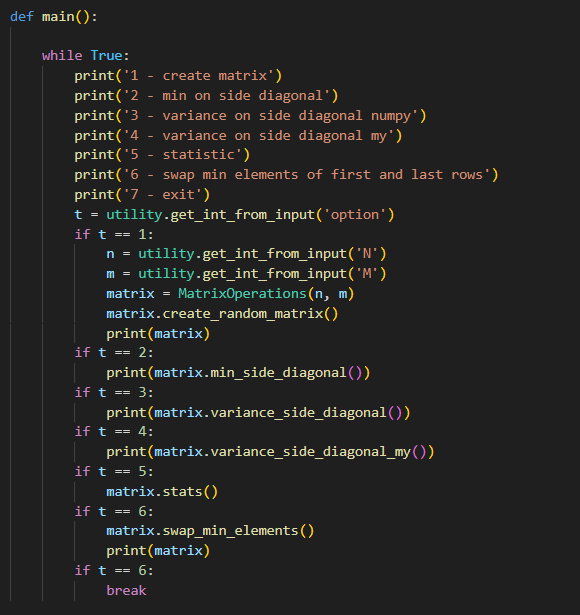 def main():
    while True:
        print('1 - create matrix')
        print('2 - min on side diagonal')
        print('3 - variance on side diagonal numpy')
        print('4 - variance on side diagonal my')
        print('5 - statistic')
        print('6 - swap min elements of first and last rows')
        print('7 - exit')
        t = utility.get_int_from_input('option')
        if t == 1:
            n = utility.get_int_from_input('N')
            m = utility.get_int_from_input('M')
            matrix = MatrixOperations(n, m)
            matrix.create_random_matrix()
            print(matrix)
        if t == 2:
            print(matrix.min_side_diagonal())
        if t == 3:
            print(matrix.variance_side_diagonal())
        if t == 4:
            print(matrix.variance_side_diagonal_my())
        if t == 5:
            matrix.stats()
        if t == 6:
            matrix.swap_min_elements()
            print(matrix)
        if t == 6:
            break